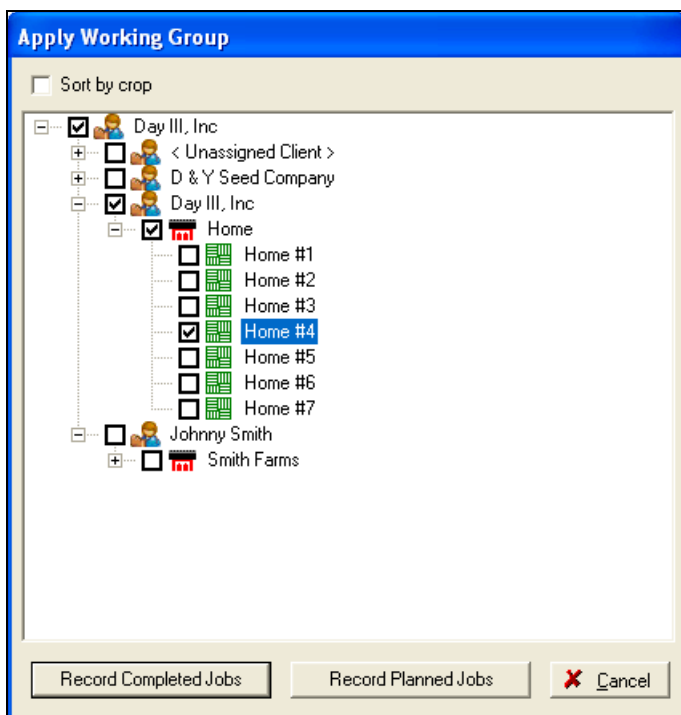 Apply Working Group
Sort by crop
Day III, Inc
< Unassigned Client >
D & Y Seed Company
Day III, Inc
Home
Home #1
Home #2
Home #3
Home #4
Home #5
Home #6
Home #7
Johnny Smith
Smith Farms
Record Completed Jobs Record Planned Jobs Cancel